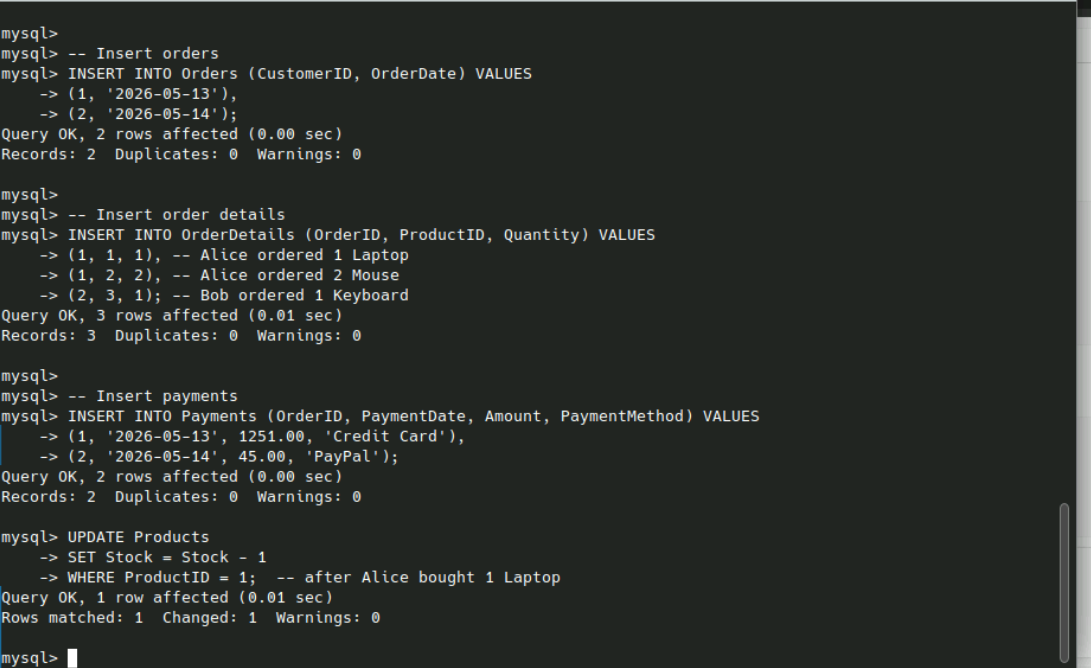 mysql>
mysql> -- Insert orders
mysql> INSERT INTO Orders (CustomerID, OrderDate) VALUES
    -> (1, '2026-05-13'),
    -> (2, '2026-05-14');
Query OK, 2 rows affected (0.00 sec)
Records: 2  Duplicates: 0  Warnings: 0
mysql>
mysql> -- Insert order details
mysql> INSERT INTO OrderDetails (OrderID, ProductID, Quantity) VALUES
    -> (1, 1, 1), -- Alice ordered 1 Laptop
    -> (1, 2, 2), -- Alice ordered 2 Mouse
    -> (2, 3, 1); -- Bob ordered 1 Keyboard
Query OK, 3 rows affected (0.01 sec)
Records: 3  Duplicates: 0  Warnings: 0
mysql>
mysql> -- Insert payments
mysql> INSERT INTO Payments (OrderID, PaymentDate, Amount, PaymentMethod) VALUES
    -> (1, '2026-05-13', 1251.00, 'Credit Card'),
    -> (2, '2026-05-14', 45.00, 'PayPal');
Query OK, 2 rows affected (0.00 sec)
Records: 2  Duplicates: 0  Warnings: 0
mysql> UPDATE Products
    -> SET Stock = Stock - 1
    -> WHERE ProductID = 1;  -- after Alice bought 1 Laptop
Query OK, 1 row affected (0.01 sec)
Rows matched: 1  Changed: 1  Warnings: 0
mysql>